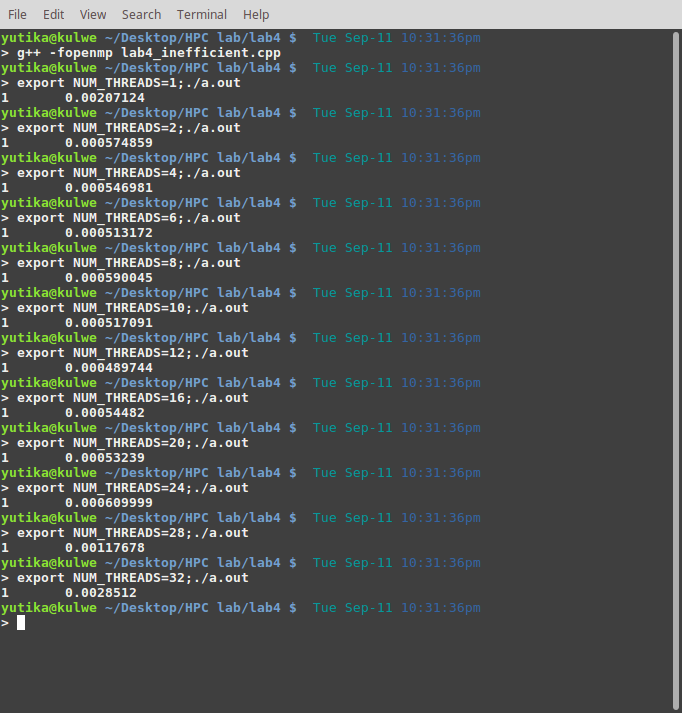 File Edit View Search Terminal Help
yutika@kulwe ~/Desktop/HPC lab/lab4 $ Tue Sep-11 10:31:36pm
> g++ -fopenmp lab4_inefficient.cpp
yutika@kulwe ~/Desktop/HPC lab/lab4 $ Tue Sep-11 10:31:36pm
> export NUM_THREADS=1;./a.out
1 0.00207124
yutika@kulwe ~/Desktop/HPC lab/lab4 $ Tue Sep-11 10:31:36pm
> export NUM_THREADS=2;./a.out
1 0.000574859
yutika@kulwe ~/Desktop/HPC lab/lab4 $ Tue Sep-11 10:31:36pm
> export NUM_THREADS=4;./a.out
1 0.000546981
yutika@kulwe ~/Desktop/HPC lab/lab4 $ Tue Sep-11 10:31:36pm
> export NUM_THREADS=6;./a.out
1 0.000513172
yutika@kulwe ~/Desktop/HPC lab/lab4 $ Tue Sep-11 10:31:36pm
> export NUM_THREADS=8;./a.out
1 0.000590045
yutika@kulwe ~/Desktop/HPC lab/lab4 $ Tue Sep-11 10:31:36pm
> export NUM_THREADS=10;./a.out
1 0.000517091
yutika@kulwe ~/Desktop/HPC lab/lab4 $ Tue Sep-11 10:31:36pm
> export NUM_THREADS=12;./a.out
1 0.000489744
yutika@kulwe ~/Desktop/HPC lab/lab4 $ Tue Sep-11 10:31:36pm
> export NUM_THREADS=16;./a.out
1 0.00054482
yutika@kulwe ~/Desktop/HPC lab/lab4 $ Tue Sep-11 10:31:36pm
> export NUM_THREADS=20;./a.out
1 0.00053239
yutika@kulwe ~/Desktop/HPC lab/lab4 $ Tue Sep-11 10:31:36pm
> export NUM_THREADS=24;./a.out
1 0.000609999
yutika@kulwe ~/Desktop/HPC lab/lab4 $ Tue Sep-11 10:31:36pm
> export NUM_THREADS=28;./a.out
1 0.00117678
yutika@kulwe ~/Desktop/HPC lab/lab4 $ Tue Sep-11 10:31:36pm
> export NUM_THREADS=32;./a.out
1 0.0028512
yutika@kulwe ~/Desktop/HPC lab/lab4 $ Tue Sep-11 10:31:36pm
>